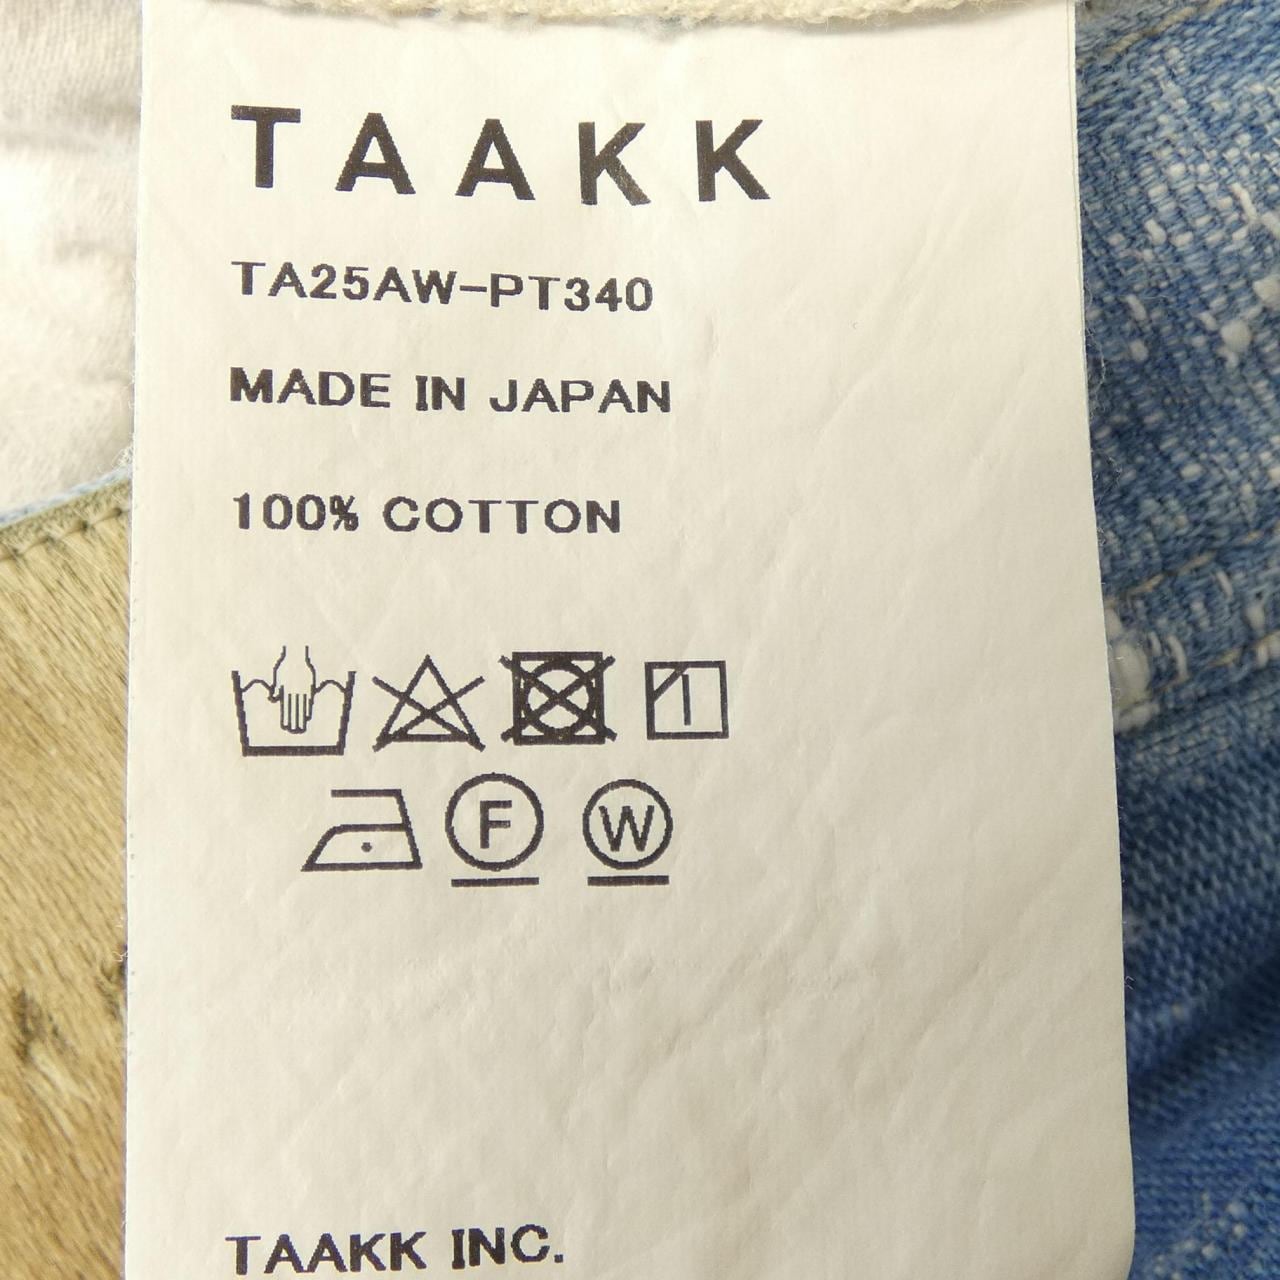 TAAKK
TA25AW-PT340
MADE IN JAPAN
100% COTTON
F W
TAAKK INC.